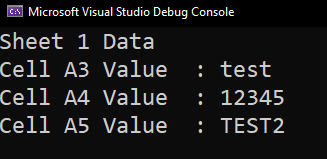 Microsoft Visual Studio Debug Console
Sheet 1 Data
Cell A3 Value  : test
Cell A4 Value  : 12345
Cell A5 Value  : TEST2